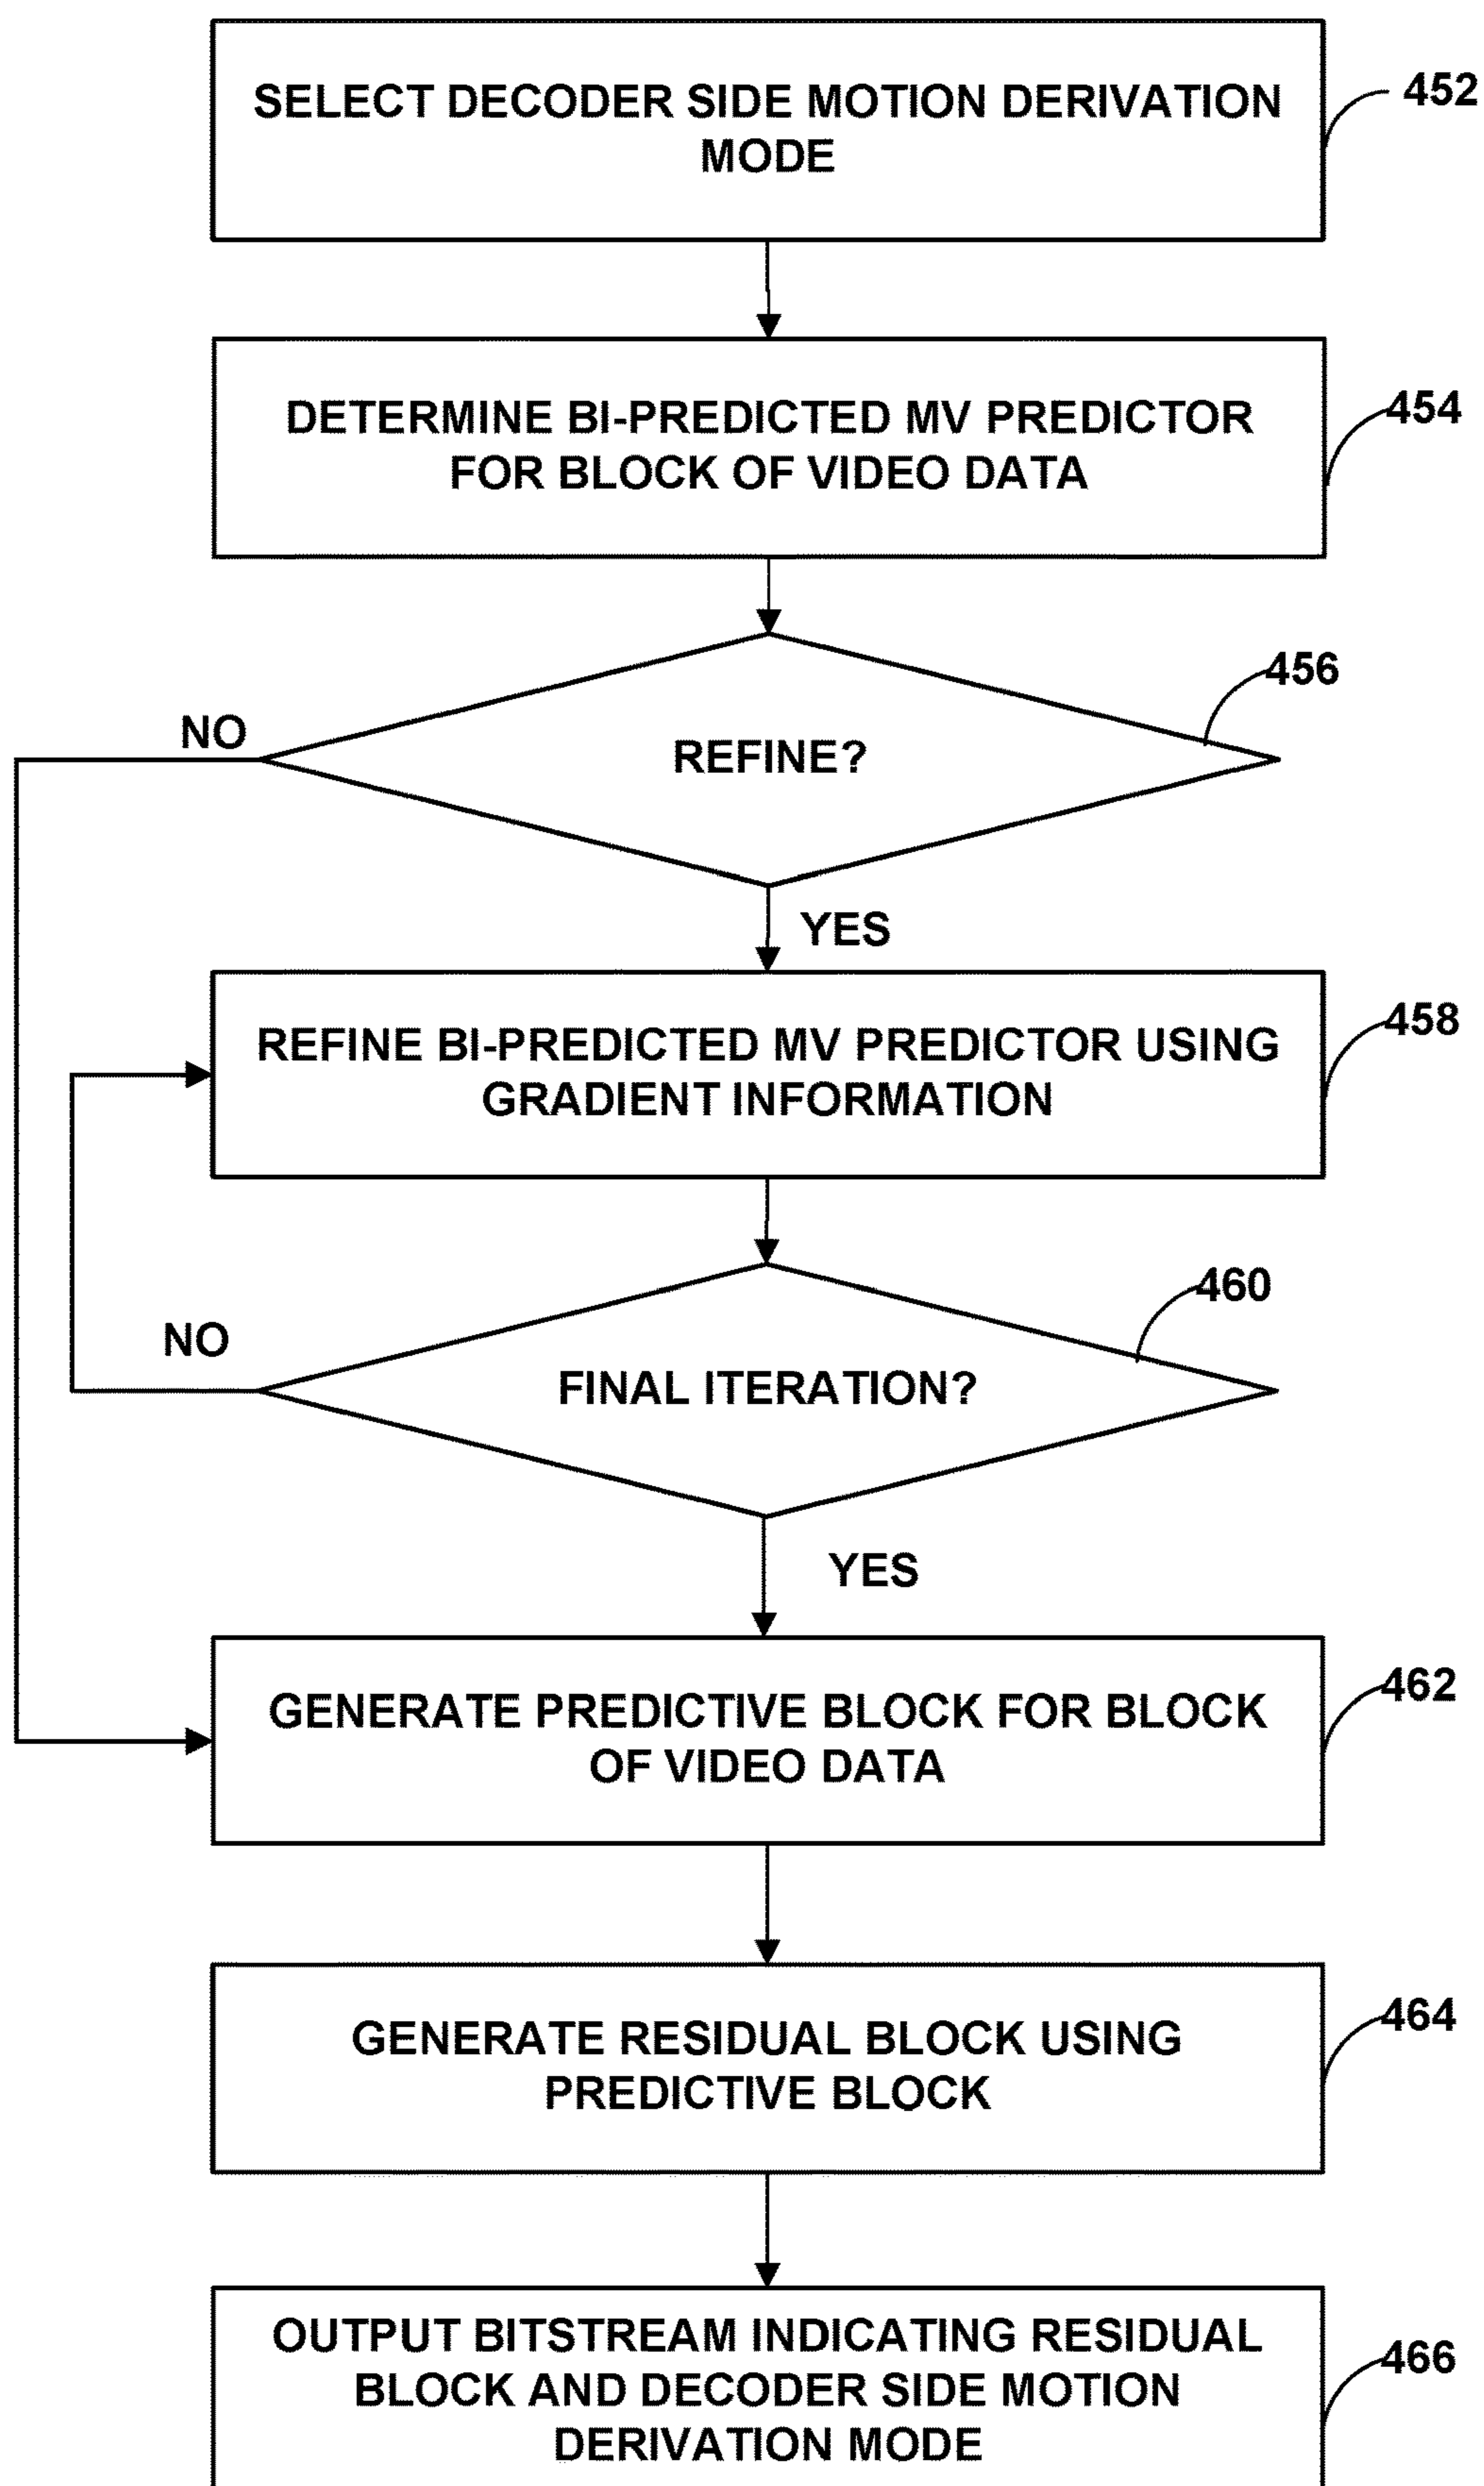 SELECT DECODER SIDE MOTION DERIVATION
MODE
452
DETERMINE BI-PREDICTED MV PREDICTOR
FOR BLOCK OF VIDEO DATA
454
REFINE?
456
NO
YES
REFINE BI-PREDICTED MV PREDICTOR USING
GRADIENT INFORMATION
458
FINAL ITERATION?
460
NO
YES
GENERATE PREDICTIVE BLOCK FOR BLOCK
OF VIDEO DATA
462
GENERATE RESIDUAL BLOCK USING
PREDICTIVE BLOCK
464
OUTPUT BITSTREAM INDICATING RESIDUAL
BLOCK AND DECODER SIDE MOTION
DERIVATION MODE
466